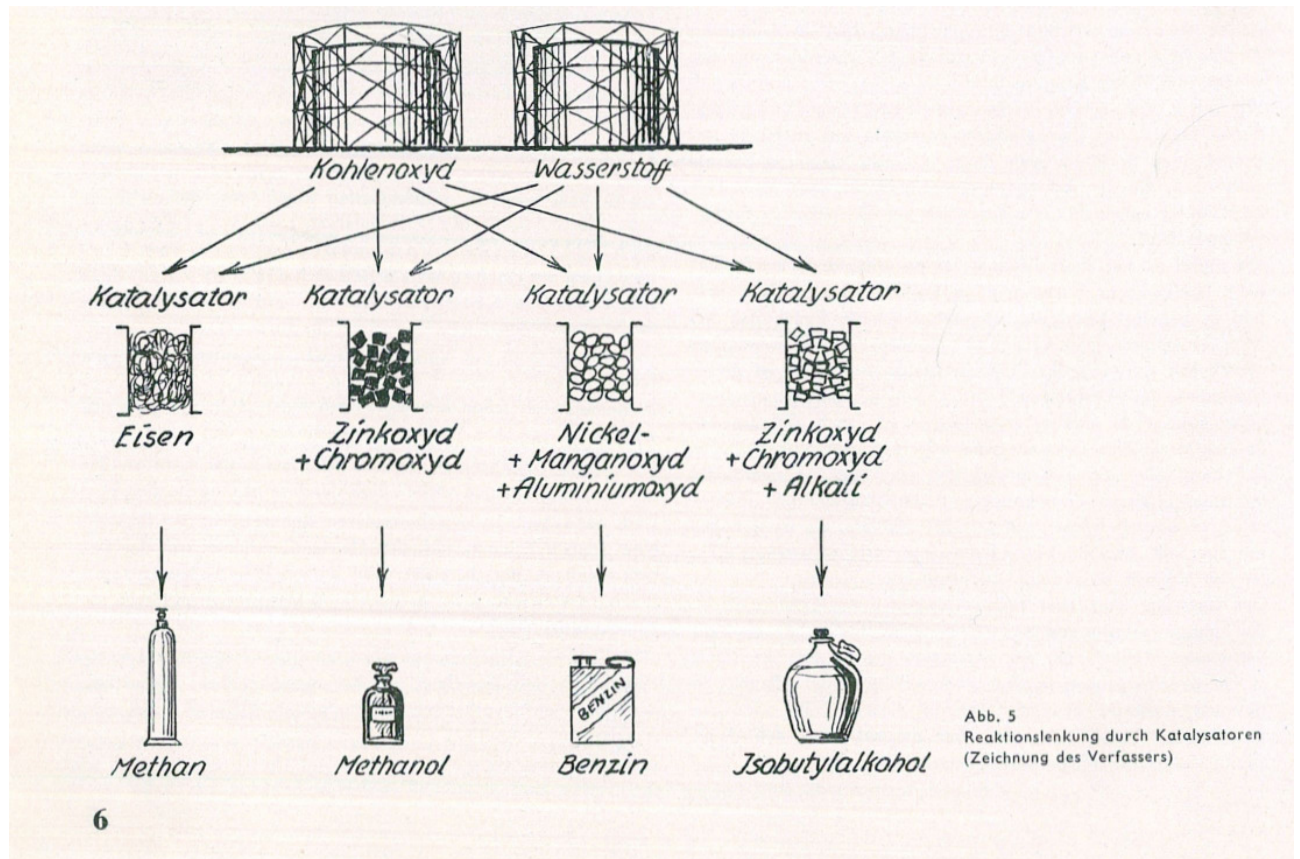 Kohlenoxyd
Wasserstoff
Katalysator
Katalysator
Katalysator
Katalysator
Eisen
Zinkoxyd
+Chromoxyd
Nickel-
+ Manganoxyd
+Aluminiumoxyd
Zinkoxyd
+Chromoxyd
+ Alkali
BENZIN
Methan
Methanol
Benzin
Jsobutylalkohol
Abb. 5
Reaktionslenkung durch Katalysatoren
(Zeichnung des Verfassers)
6